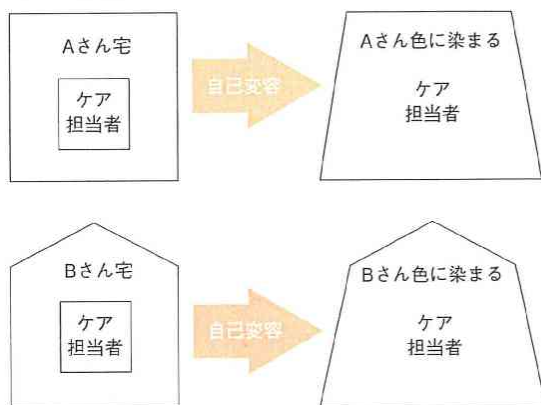 Aさん宅
ケア
担当者
自己変容
Aさん色に染まる
ケア
担当者
Bさん宅
ケア
担当者
自己変容
Bさん色に染まる
ケア
担当者